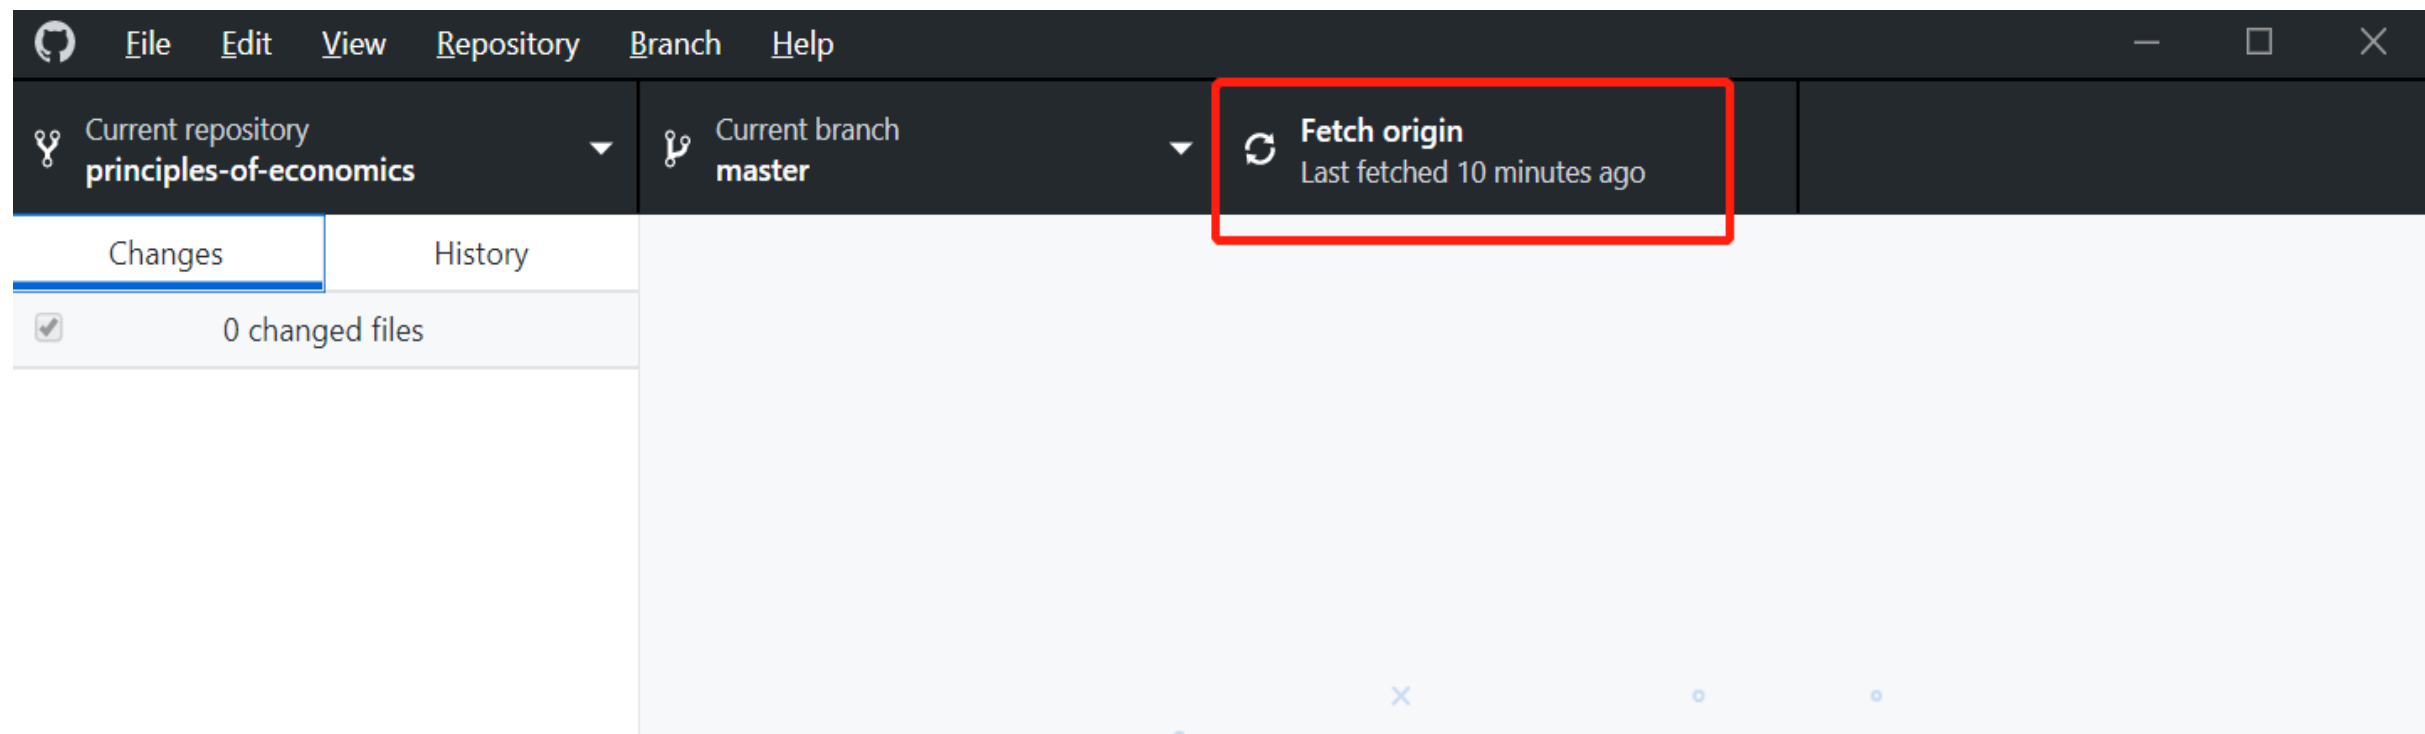 File Edit View Repository Branch Help
Current repository
principles-of-economics
Current branch
master
Fetch origin
Last fetched 10 minutes ago
Changes History
0 changed files